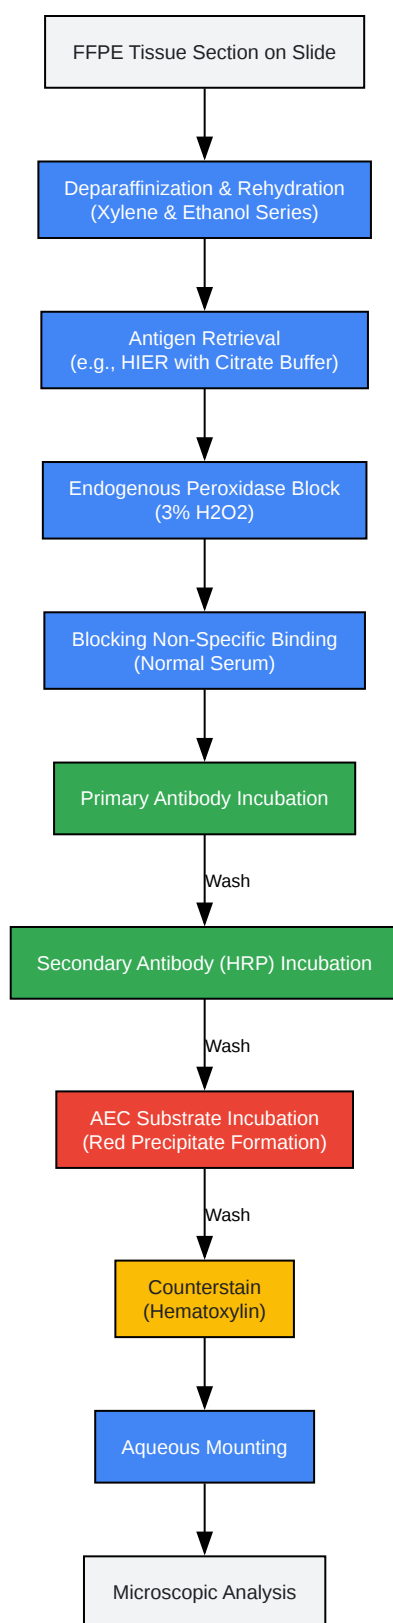 FFPE Tissue Section on Slide
Deparaffinization & Rehydration
(Xylene & Ethanol Series)
Antigen Retrieval
(e.g., HIER with Citrate Buffer)
Endogenous Peroxidase Block
(3% H2O2)
Blocking Non-Specific Binding
(Normal Serum)
Primary Antibody Incubation
Wash
Secondary Antibody (HRP) Incubation
Wash
AEC Substrate Incubation
(Red Precipitate Formation)
Wash
Counterstain
(Hematoxylin)
Aqueous Mounting
Microscopic Analysis